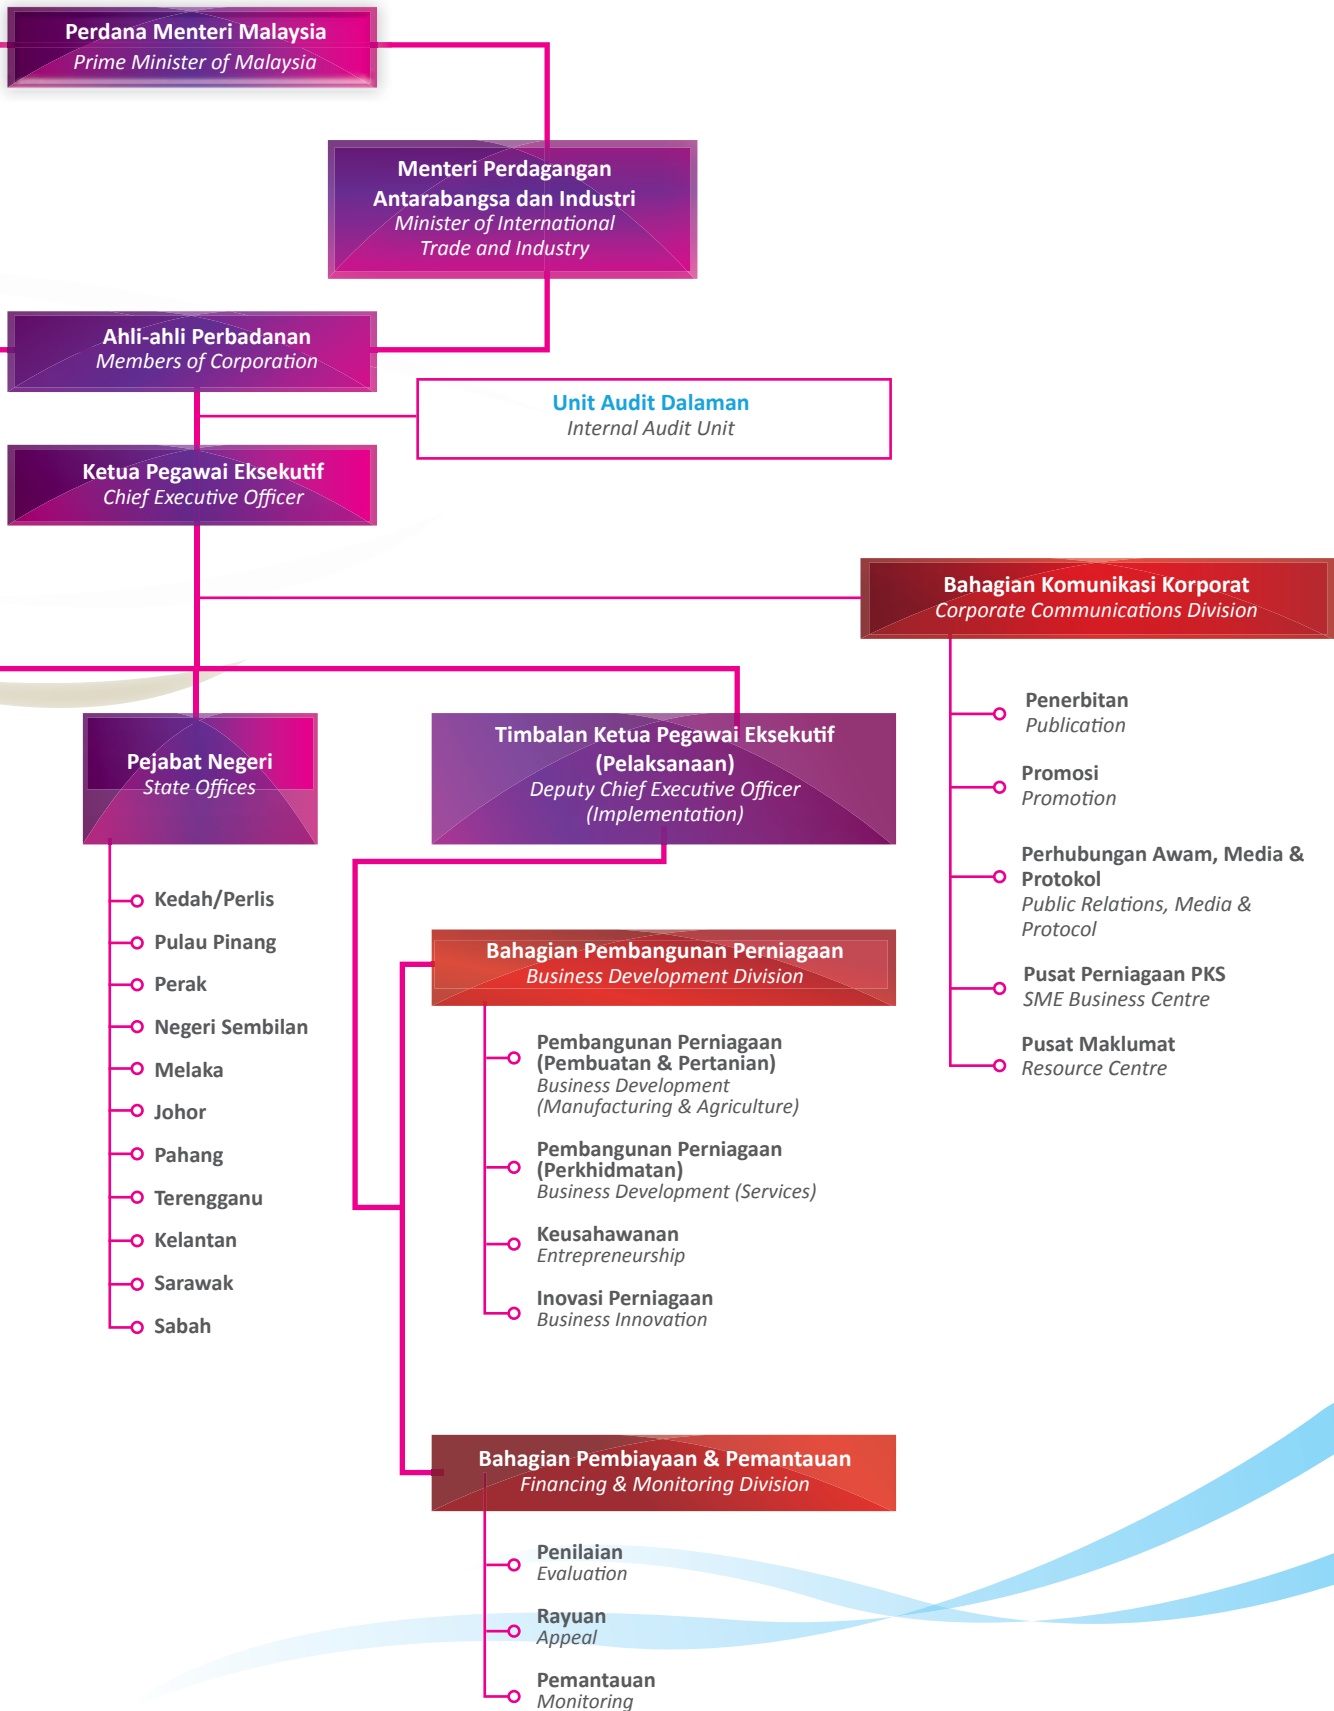 Perdana Menteri Malaysia
Prime Minister of Malaysia
Menteri Perdagangan
Antarabangsa dan Industri
Minister of International
Trade and Industry
Ahli-ahli Perbadanan
Members of Corporation
Unit Audit Dalaman
Internal Audit Unit
Ketua Pegawai Eksekutif
Chief Executive Officer
Bahagian Komunikasi Korporat
Corporate Communications Division
Penerbitan
Publication
Promosi
Promotion
Perhubungan Awam, Media &
Protokol
Public Relations, Media &
Protocol
Pusat Perniagaan PKS
SME Business Centre
Pusat Maklumat
Resource Centre
Pejabat Negeri
State Offices
Kedah/Perlis
Pulau Pinang
Perak
Negeri Sembilan
Melaka
Johor
Pahang
Terengganu
Kelantan
Sarawak
Sabah
Timbalan Ketua Pegawai Eksekutif
(Pelaksanaan)
Deputy Chief Executive Officer
(Implementation)
Bahagian Pembangunan Perniagaan
Business Development Division
Pembangunan Perniagaan
(Pembuatan & Pertanian)
Business Development
(Manufacturing & Agriculture)
Pembangunan Perniagaan
(Perkhidmatan)
Business Development (Services)
Keusahawanan
Entrepreneurship
Inovasi Perniagaan
Business Innovation
Bahagian Pembiayaan & Pemantauan
Financing & Monitoring Division
Penilaian
Evaluation
Rayuan
Appeal
Pemantauan
Monitoring